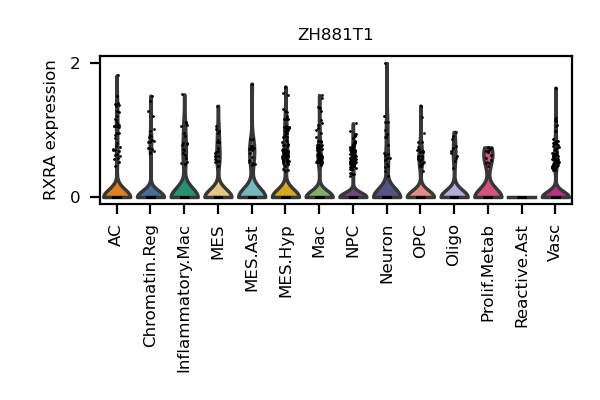 ZH881T1
RXRA expression
2
0
AC
Chromatin.Reg
Inflammatory.Mac
MES
MES.Ast
MES.Hyp
Mac
NPC
Neuron
OPC
Oligo
Prolif.Metab
Reactive.Ast
Vasc